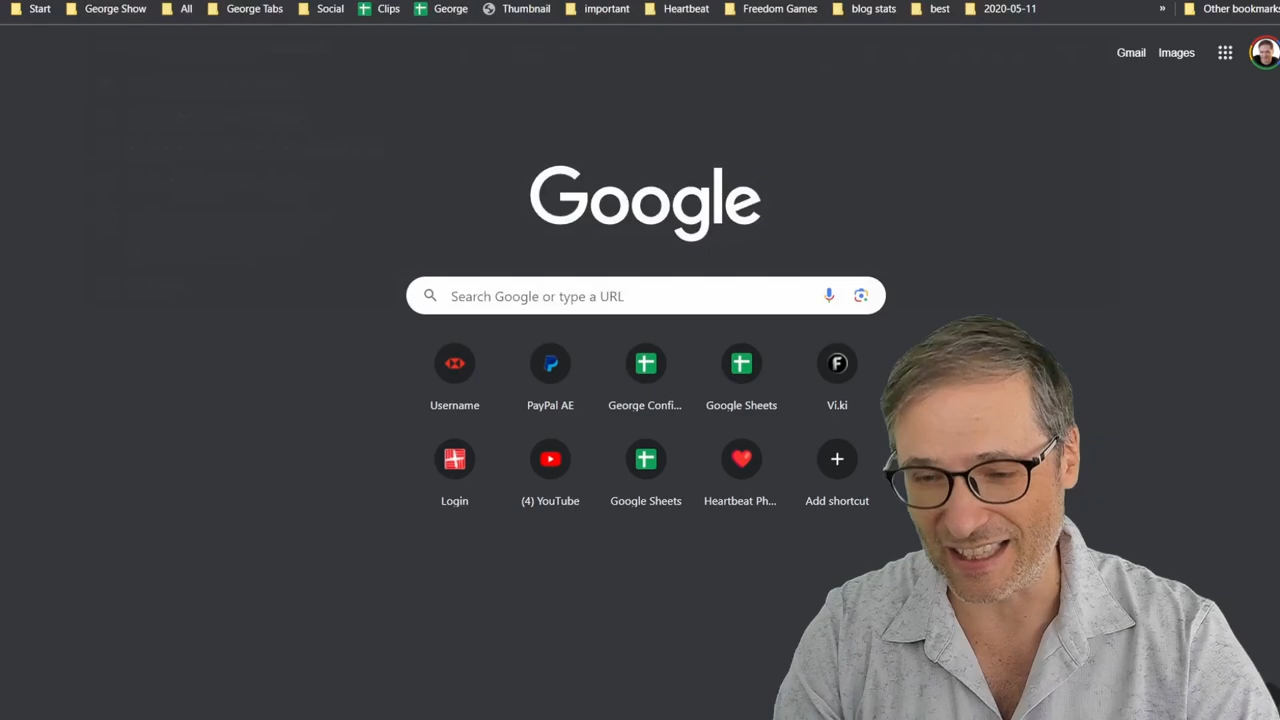 Start George Show All George Tabs Social Clips George Thumbnail important Heartbeat Freedom Games blog stats best 2020-05-11 » Other bookmarks
Gmail Images
Google
Search Google or type a URL
Username PayPal AE George Confi... Google Sheets Vi.ki
Login (4) YouTube Google Sheets Heartbeat Ph... Add shortcut